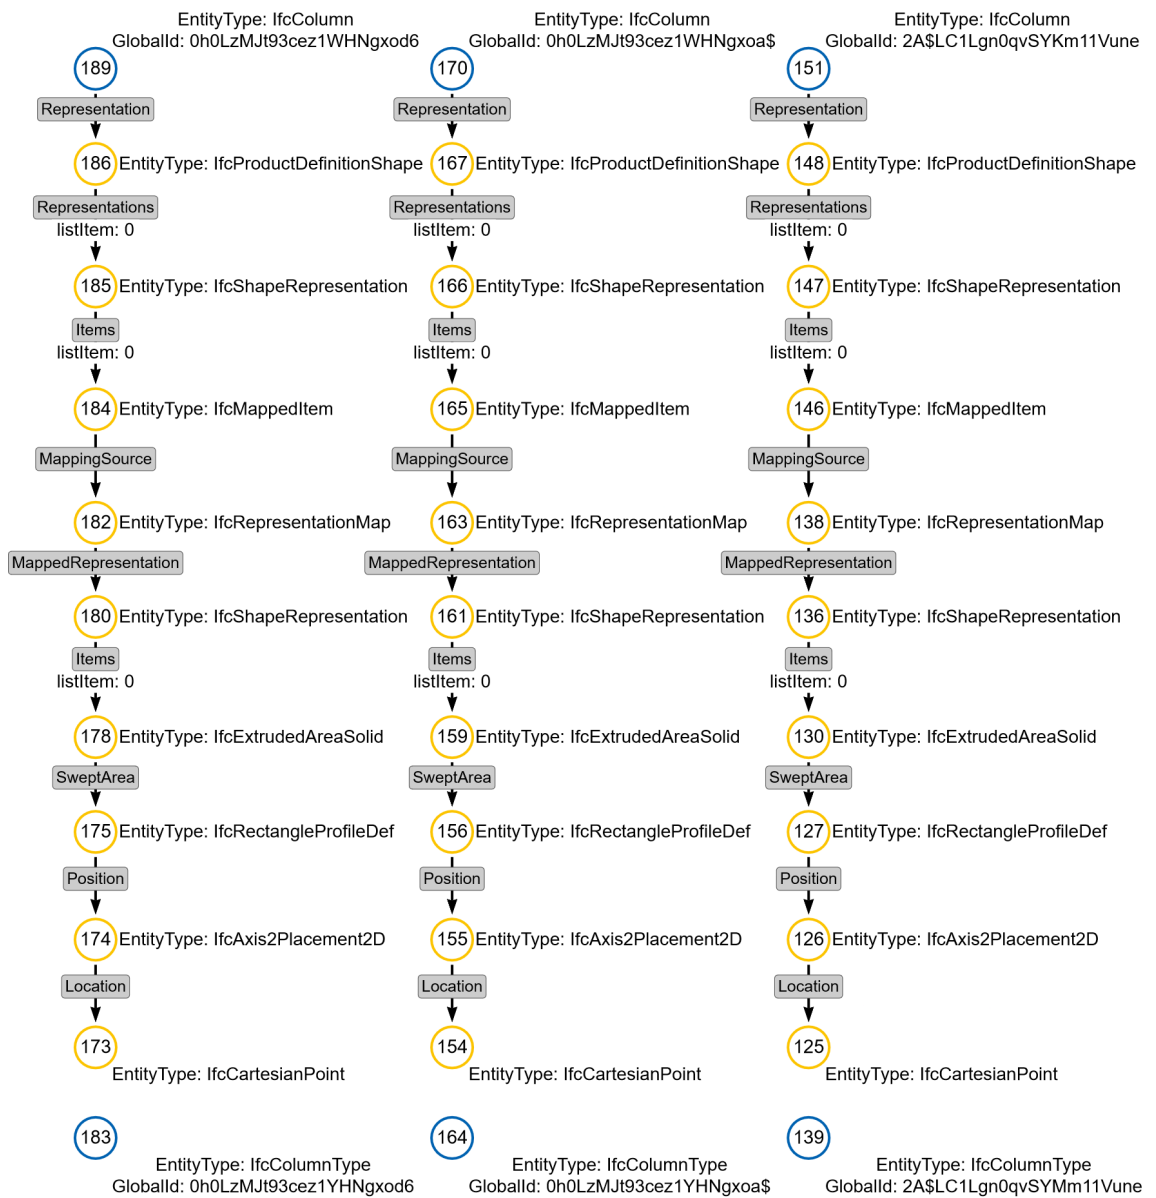 EntityType: IfcColumn EntityType: IfcColumn EntityType: IfcColumn
GlobalId: 0h0LzMJt93cez1WHNgxod6 GlobalId: 0h0LzMJt93cez1WHNgxoa$ GlobalId: 2A$LC1Lgn0qvSYKm11Vune
189 170 151
Representation Representation Representation
186 EntityType: IfcProductDefinitionShape 167 EntityType: IfcProductDefinitionShape 148 EntityType: IfcProductDefinitionShape
Representations Representations Representations
listItem: 0 listItem: 0 listItem: 0
185 EntityType: IfcShapeRepresentation 166 EntityType: IfcShapeRepresentation 147 EntityType: IfcShapeRepresentation
Items Items Items
listItem: 0 listItem: 0 listItem: 0
184 EntityType: IfcMappedItem 165 EntityType: IfcMappedItem 146 EntityType: IfcMappedItem
MappingSource MappingSource MappingSource
182 EntityType: IfcRepresentationMap 163 EntityType: IfcRepresentationMap 138 EntityType: IfcRepresentationMap
MappedRepresentation MappedRepresentation MappedRepresentation
180 EntityType: IfcShapeRepresentation 161 EntityType: IfcShapeRepresentation 136 EntityType: IfcShapeRepresentation
Items Items Items
listItem: 0 listItem: 0 listItem: 0
178 EntityType: IfcExtrudedAreaSolid 159 EntityType: IfcExtrudedAreaSolid 130 EntityType: IfcExtrudedAreaSolid
SweptArea SweptArea SweptArea
175 EntityType: IfcRectangleProfileDef 156 EntityType: IfcRectangleProfileDef 127 EntityType: IfcRectangleProfileDef
Position Position Position
174 EntityType: IfcAxis2Placement2D 155 EntityType: IfcAxis2Placement2D 126 EntityType: IfcAxis2Placement2D
Location Location Location
173 154 125
EntityType: IfcCartesianPoint EntityType: IfcCartesianPoint EntityType: IfcCartesianPoint
183 164 139
EntityType: IfcColumnType EntityType: IfcColumnType EntityType: IfcColumnType
GlobalId: 0h0LzMJt93cez1YHNgxod6 GlobalId: 0h0LzMJt93cez1YHNgxoa$ GlobalId: 2A$LC1Lgn0qvSYMm11Vune